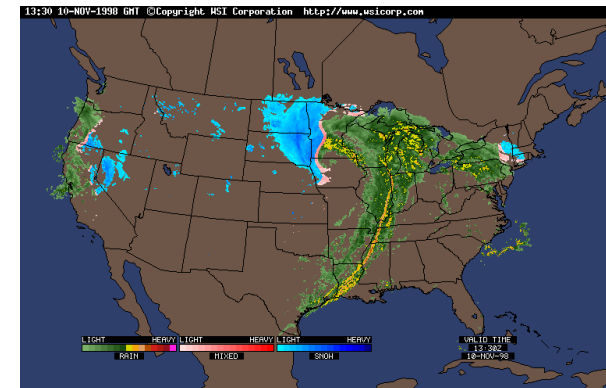 13:30 10-NOV-1998 GMT ©Copyright WSI Corporation http://www.wsicorp.com
LIGHT HEAVY LIGHT HEAVY LIGHT HEAVY
RAIN MIXED SNOW
VALID TIME
13:30Z
10-NOV-98